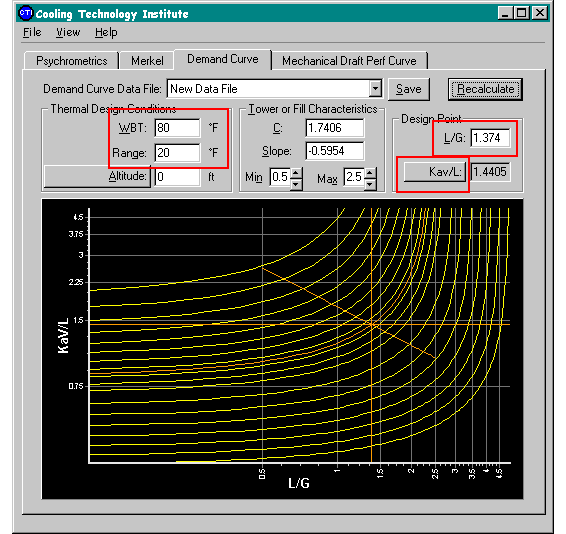 CTI Cooling Technology Institute
File View Help
Psychrometrics Merkel Demand Curve Mechanical Draft Perf Curve
Demand Curve Data File: New Data File Save Recalculate
Thermal Design Conditions Tower or Fill Characteristics Design Point
WBT: 80 °F C: 1.7406 L/G: 1.374
Range: 20 °F Slope: -0.5954
Altitude: 0 ft Min 0.5 Max 2.5 Kav/L: 1.4405
4.5
3.75
3
2.25
1.5
0.75
KaV/L
0.5 1 1.5 2 2.5 3 3.5 4 4.5
L/G